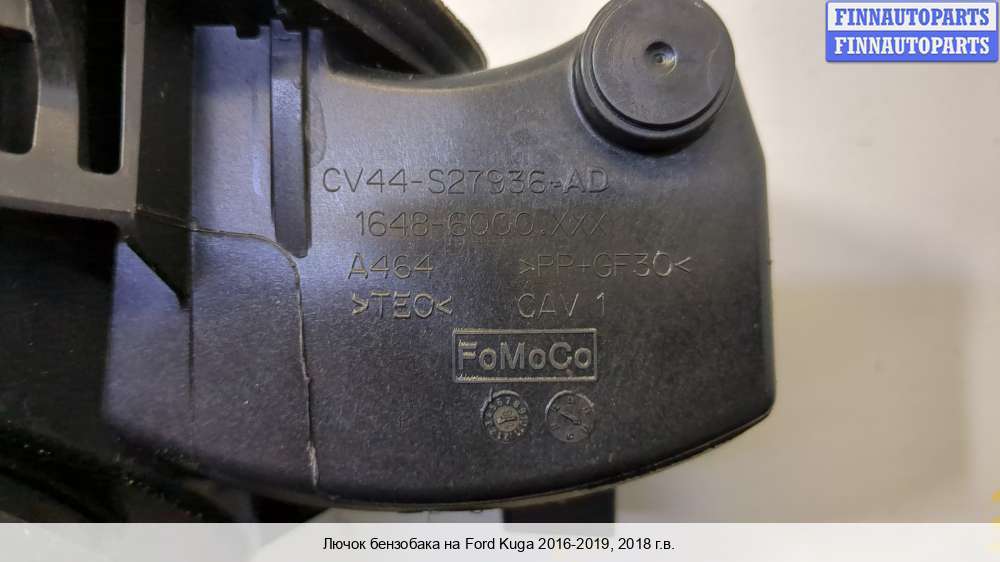 FINNAUTOPARTS
FINNAUTOPARTS
CV44-S27936-AD
1648-6000.XXX
A464 >PP+GF30<
>TEO< CAV 1
FoMoCo
Лючок бензобака на Ford Kuga 2016-2019, 2018 г.в.